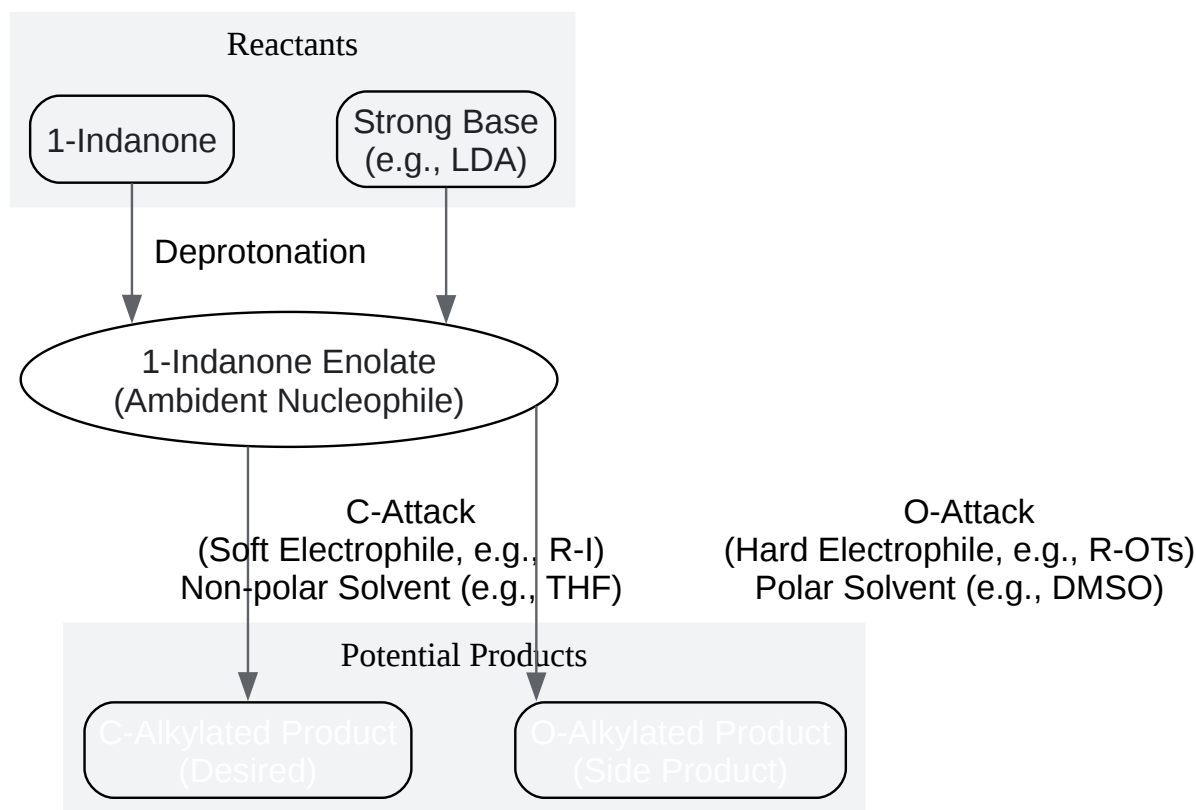 Reactants
1-Indanone
Strong Base
(e.g., LDA)
Deprotonation
1-Indanone Enolate
(Ambident Nucleophile)
C-Attack
(Soft Electrophile, e.g., R-I)
Non-polar Solvent (e.g., THF)
O-Attack
(Hard Electrophile, e.g., R-OTs)
Polar Solvent (e.g., DMSO)
Potential Products
C-Alkylated Product
(Desired)
O-Alkylated Product
(Side Product)